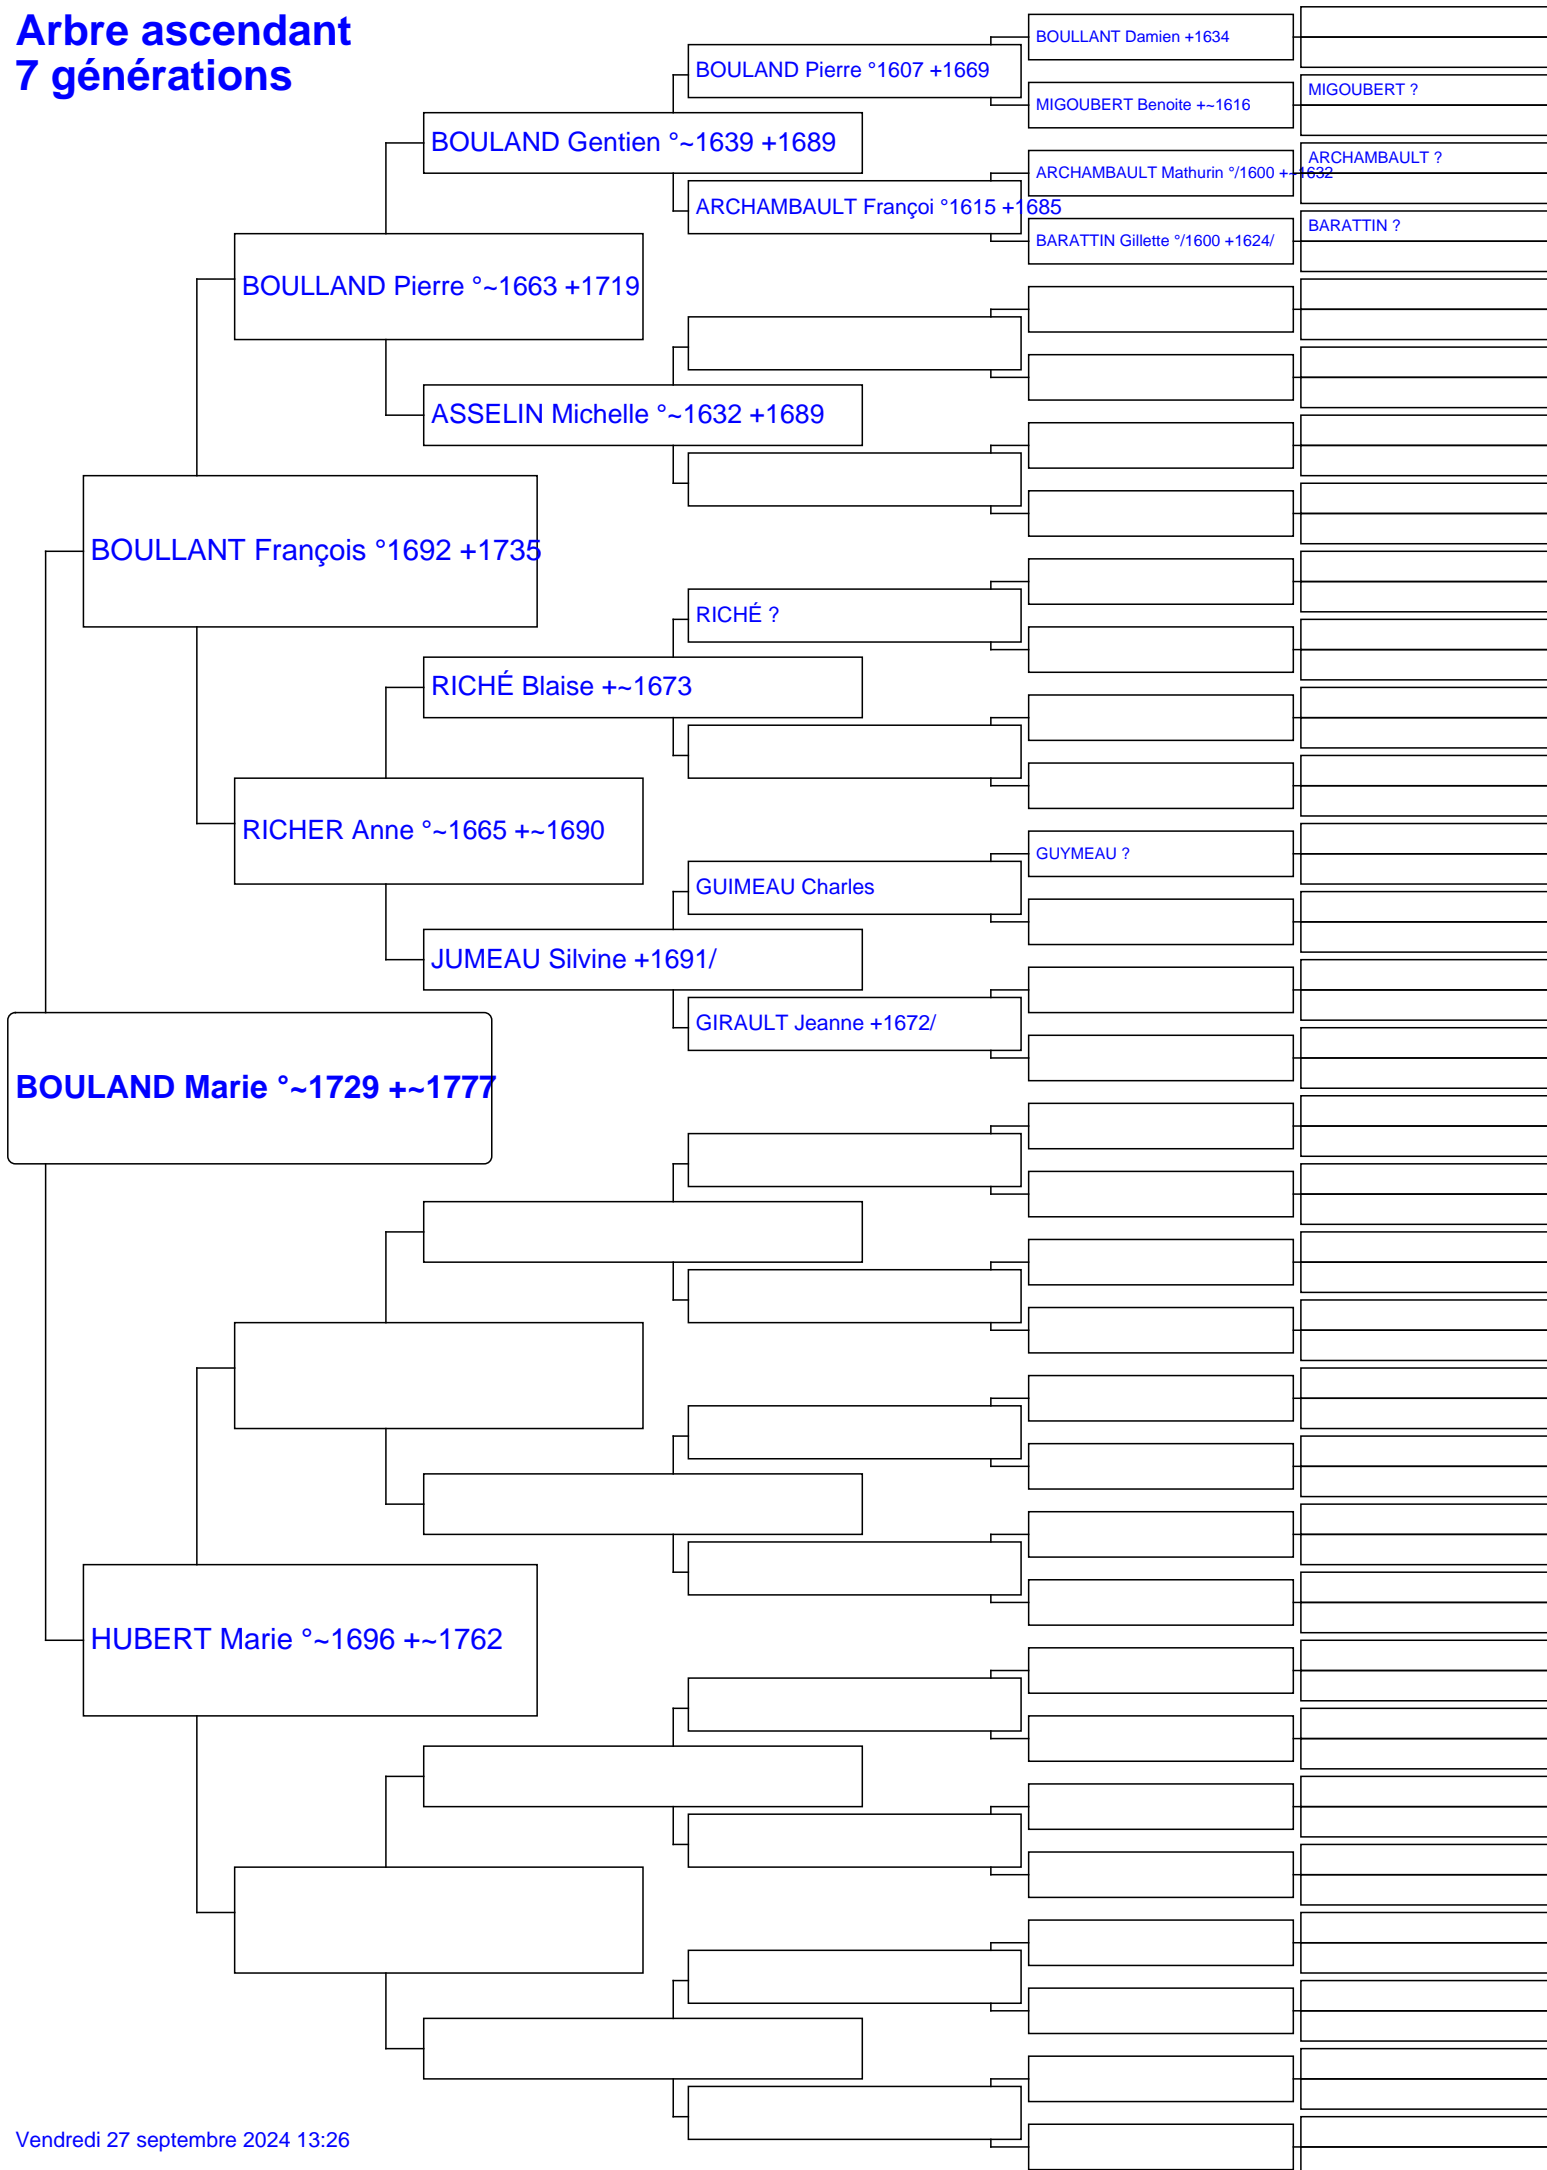 Arbre ascendant
7 générations
BOULLANT Damien +1634
BOULAND Pierre °1607 +1669
MIGOUBERT ?
MIGOUBERT Benoite +~1616
BOULAND Gentien °~1639 +1689
ARCHAMBAULT ?
ARCHAMBAULT Mathurin °/1600 +~1632
ARCHAMBAULT Françoi °1615 +1685
BARATTIN ?
BARATTIN Gillette °/1600 +1624/
BOULLAND Pierre °~1663 +1719
ASSELIN Michelle °~1632 +1689
BOULLANT François °1692 +1735
RICHÉ ?
RICHÉ Blaise +~1673
RICHER Anne °~1665 +~1690
GUYMEAU ?
GUIMEAU Charles
JUMEAU Silvine +1691/
GIRAULT Jeanne +1672/
BOULAND Marie °~1729 +~1777
HUBERT Marie °~1696 +~1762
Vendredi 27 septembre 2024 13:26